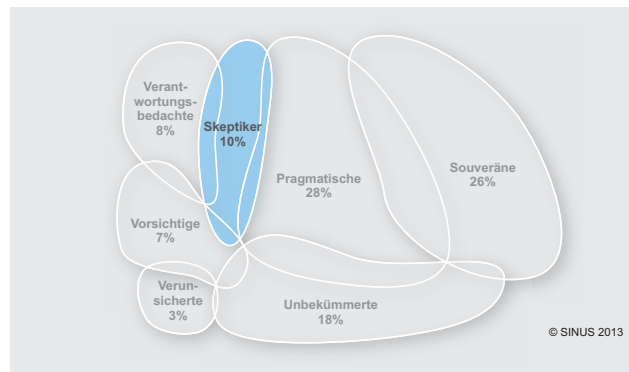 Verant-
wortungs-
bedachte
8%
Skeptiker
10%
Pragmatische
28%
Souveräne
26%
Vorsichtige
7%
Verun-
sicherte
3%
Unbekümmerte
18%
© SINUS 2013